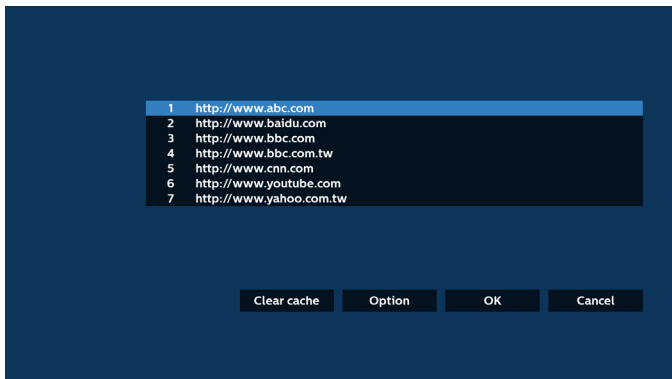 1 http://www.abc.com
2 http://www.baidu.com
3 http://www.bbc.com
4 http://www.bbc.com.tw
5 http://www.cnn.com
6 http://www.youtube.com
7 http://www.yahoo.com.tw
Clear cache Option OK Cancel